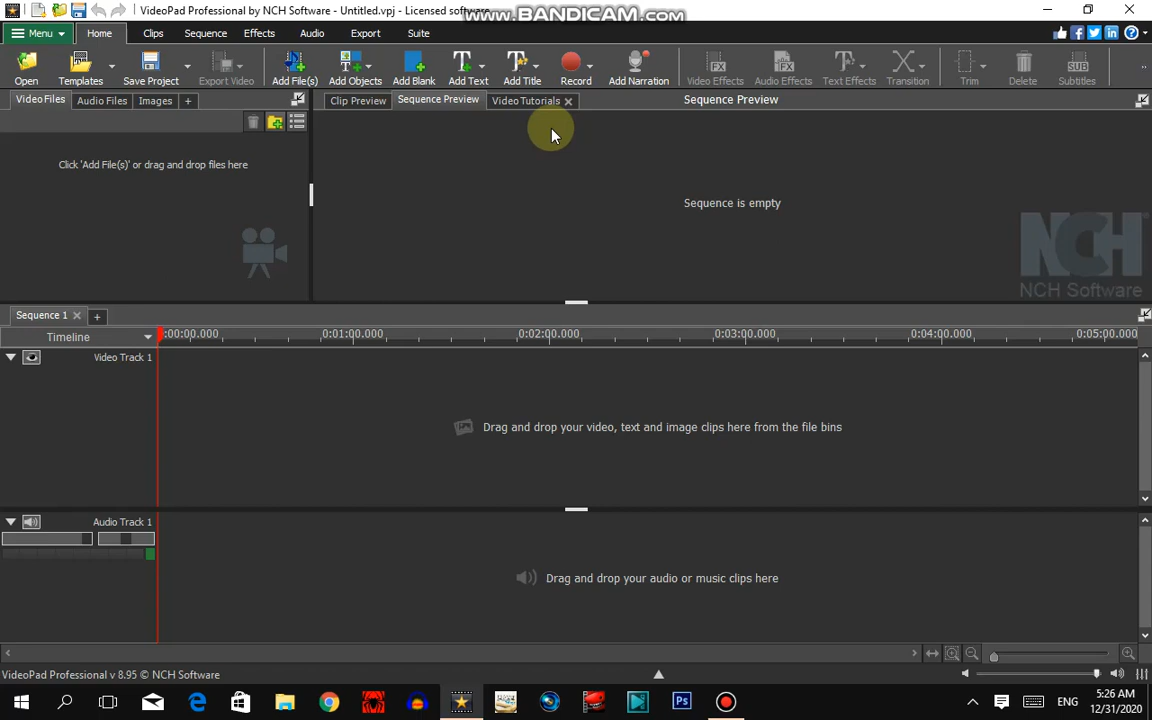 VideoPad Professional by NCH Software - Untitled.vpj - Licensed software
www.BANDICAM.com
Menu Home Clips Sequence Effects Audio Export Suite
Open Templates Save Project Export Video Add File(s) Add Objects Add Blank Add Text Add Title Record Add Narration Video Effects Audio Effects Text Effects Transition Trim Delete Subtitles
Video Files Audio Files Images + Clip Preview Sequence Preview Video Tutorials Sequence Preview
Click 'Add File(s)' or drag and drop files here
Sequence is empty
NCH
NCH Software
Sequence 1
Timeline :00:00.000 0:01:00.000 0:02:00.000 0:03:00.000 0:04:00.000 0:05:00.000
Video Track 1
Drag and drop your video, text and image clips here from the file bins
Audio Track 1
Drag and drop your audio or music clips here
VideoPad Professional v 8.95 © NCH Software
ENG
5:26 AM
12/31/2020